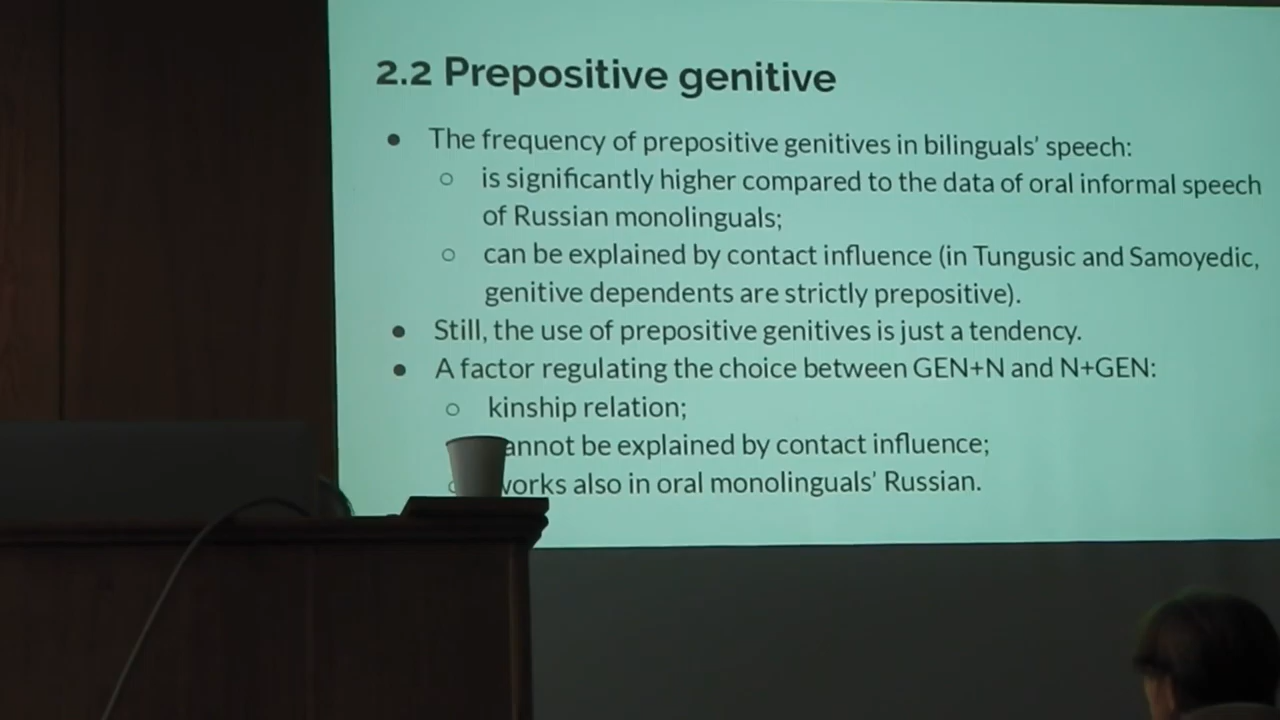 2.2 Prepositive genitive
● The frequency of prepositive genitives in bilinguals' speech:
○ is significantly higher compared to the data of oral informal speech
of Russian monolinguals;
○ can be explained by contact influence (in Tungusic and Samoyedic,
genitive dependents are strictly prepositive).
● Still, the use of prepositive genitives is just a tendency.
● A factor regulating the choice between GEN+N and N+GEN:
○ kinship relation;
annot be explained by contact influence;
○ works also in oral monolinguals' Russian.